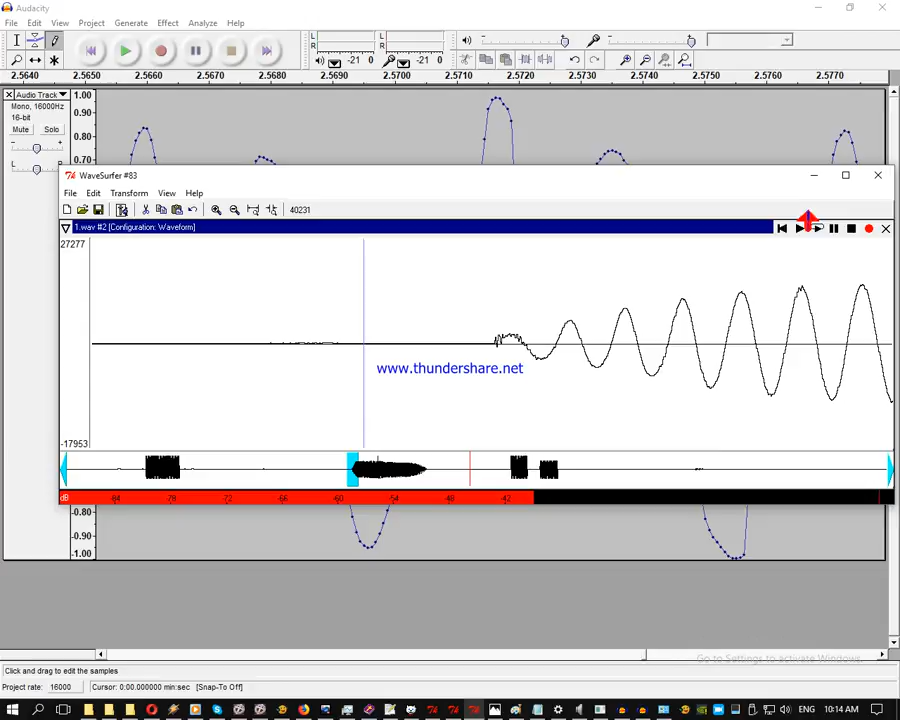 Audacity
File Edit View Project Generate Effect Analyze Help
L
R
-21 0
L
R
-21 0
2.5640 2.5650 2.5660 2.5670 2.5680 2.5690 2.5700 2.5710 2.5720 2.5730 2.5740 2.5750 2.5760 2.5770
Audio Track
Mono, 16000Hz
16-bit
Mute Solo
- +
L R
1.00
0.90
0.80
0.70
WaveSurfer #83
File Edit Transform View Help
40231
1.wav #2 [Configuration: Waveform]
27277
www.thundershare.net
-17953
dB -84 -78 -72 -66 -60 -54 -48 -42
-0.80
-0.90
-1.00
Go to Settings to activate Windows.
Click and drag to edit the samples
Project rate: 16000 Cursor: 0:00.000000 min:sec [Snap-To Off]
ENG 10:14 AM